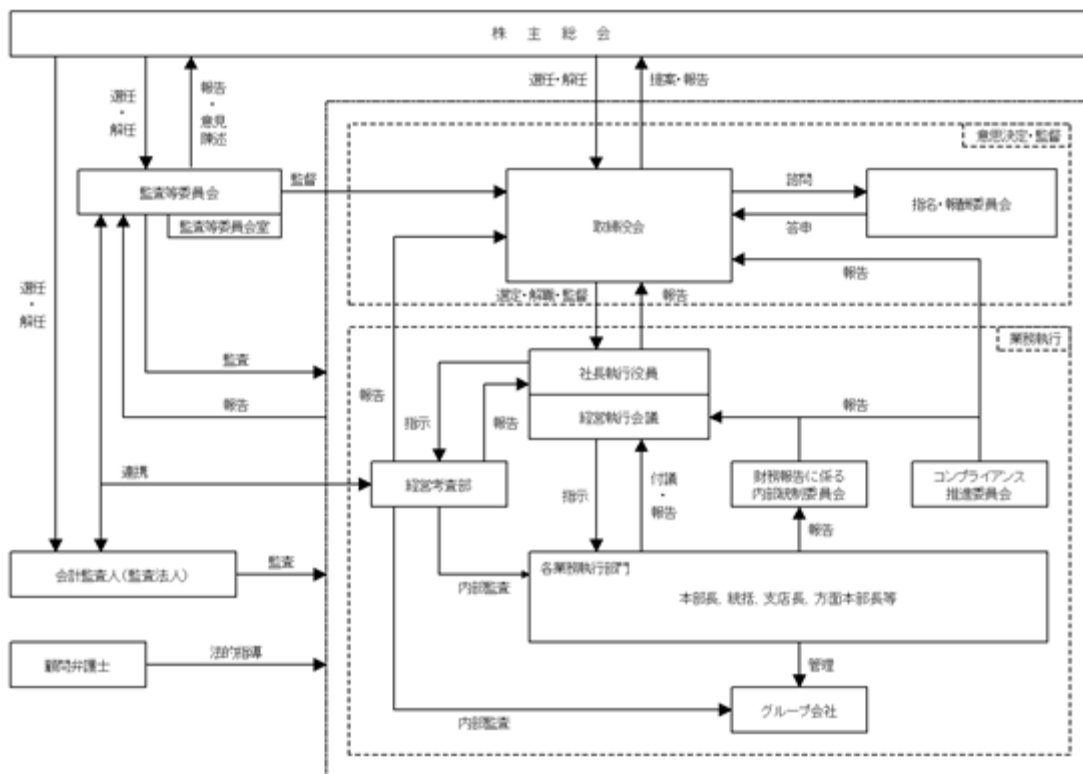 株主総会
選任・解任
提案・報告
選任
・
解任
報告
・
意見
陳述
意思決定・監督
監査等委員会
監査等委員会室
監督
取締役会
諮問
答申
指名・報酬委員会
報告
選任
・
解任
選定・解職・監督
報告
業務執行
監査
報告
社長執行役員
経営執行会議
報告
指示
報告
報告
連携
経営考査部
指示
付議
・
報告
財務報告に係る
内部統制委員会
コンプライアンス
推進委員会
報告
会計監査人(監査法人)
監査
内部監査
各業務執行部門
本部長、統括、支店長、方面本部長等
顧問弁護士
法的指導
管理
内部監査
グループ会社